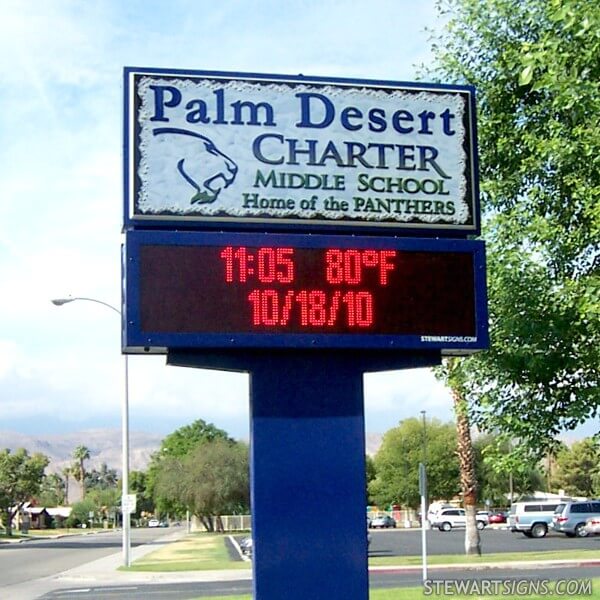 Palm Desert
CHARTER
MIDDLE SCHOOL
Home of the PANTHERS
11:05 80°F
10/18/10
STEWARTSIGNS.COM
STEWARTSIGNS.COM